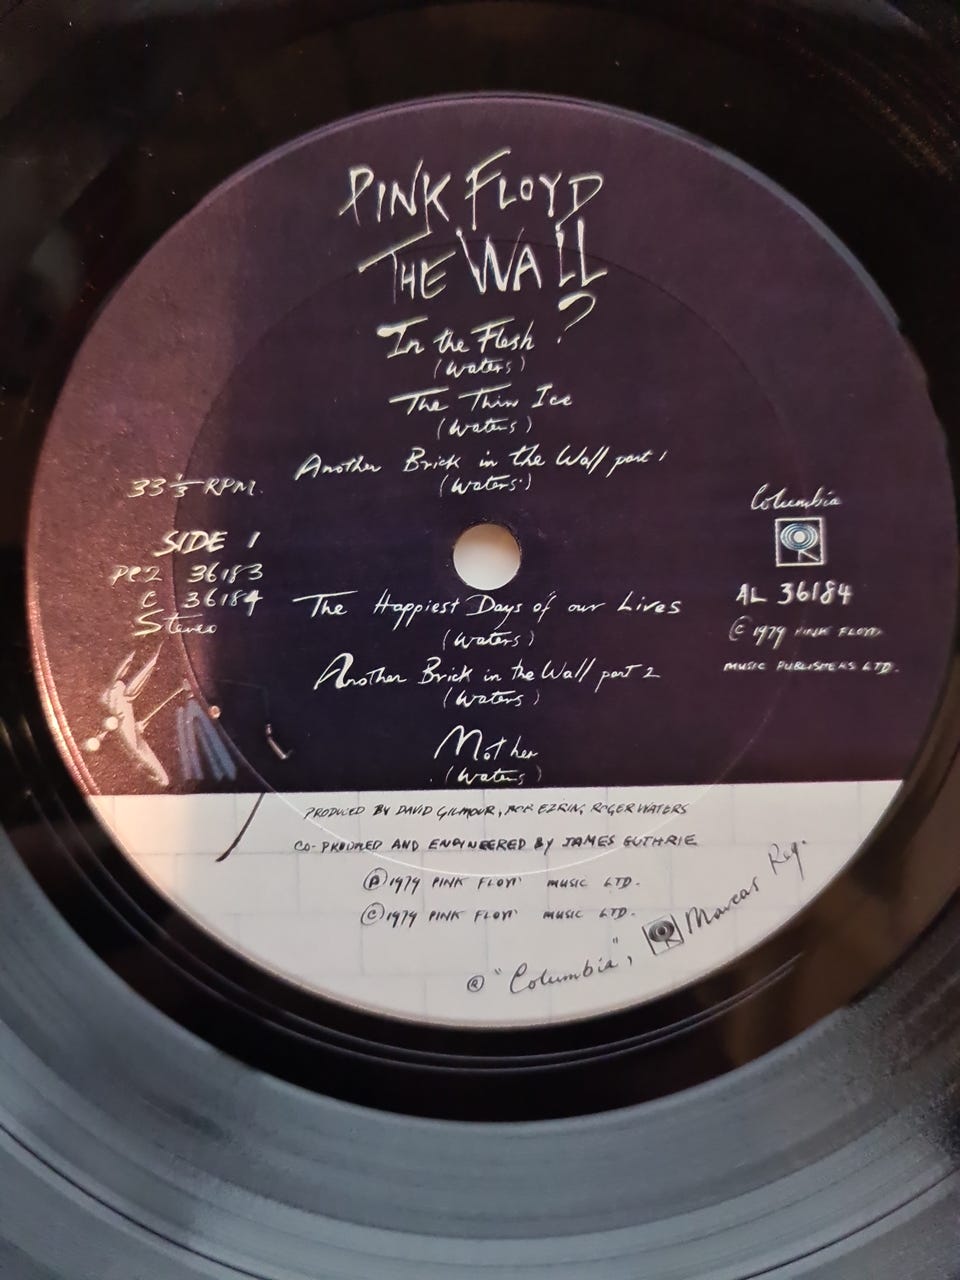 PINK FLOYD
THE WALL
In the Flesh ?
(Waters)
The Thin Ice
(Waters)
Another Brick in the Wall part 1
(Waters)
33 1/3 RPM.
SIDE 1
PC2 36183
C 36184
Stereo
Columbia
AL 36184
© 1979 PINK FLOYD
MUSIC PUBLISHERS LTD.
The Happiest Days of our Lives
(Waters)
Another Brick in the Wall part 2
(Waters)
Mother
(Waters)
PRODUCED BY DAVID GILMOUR, BOB EZRIN, ROGER WATERS
CO-PRODUCED AND ENGINEERED BY JAMES GUTHRIE
Ⓟ 1979 PINK FLOYD MUSIC LTD.
© 1979 PINK FLOYD MUSIC LTD.
"Columbia", Marcas Reg.